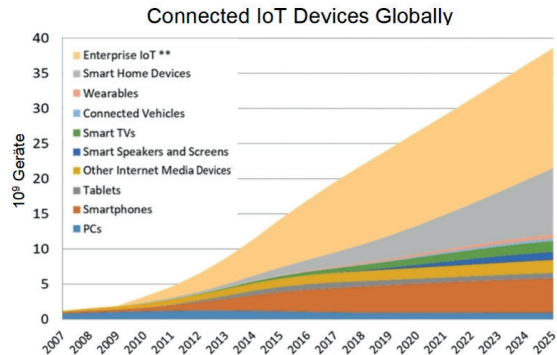 Connected IoT Devices Globally
40
35
30
25
20
15
10
5
0
10⁹ Geräte
Enterprise IoT **
Smart Home Devices
Wearables
Connected Vehicles
Smart TVs
Smart Speakers and Screens
Other Internet Media Devices
Tablets
Smartphones
PCs
2007 2008 2009 2010 2011 2012 2013 2014 2015 2016 2017 2018 2019 2020 2021 2022 2023 2024 2025